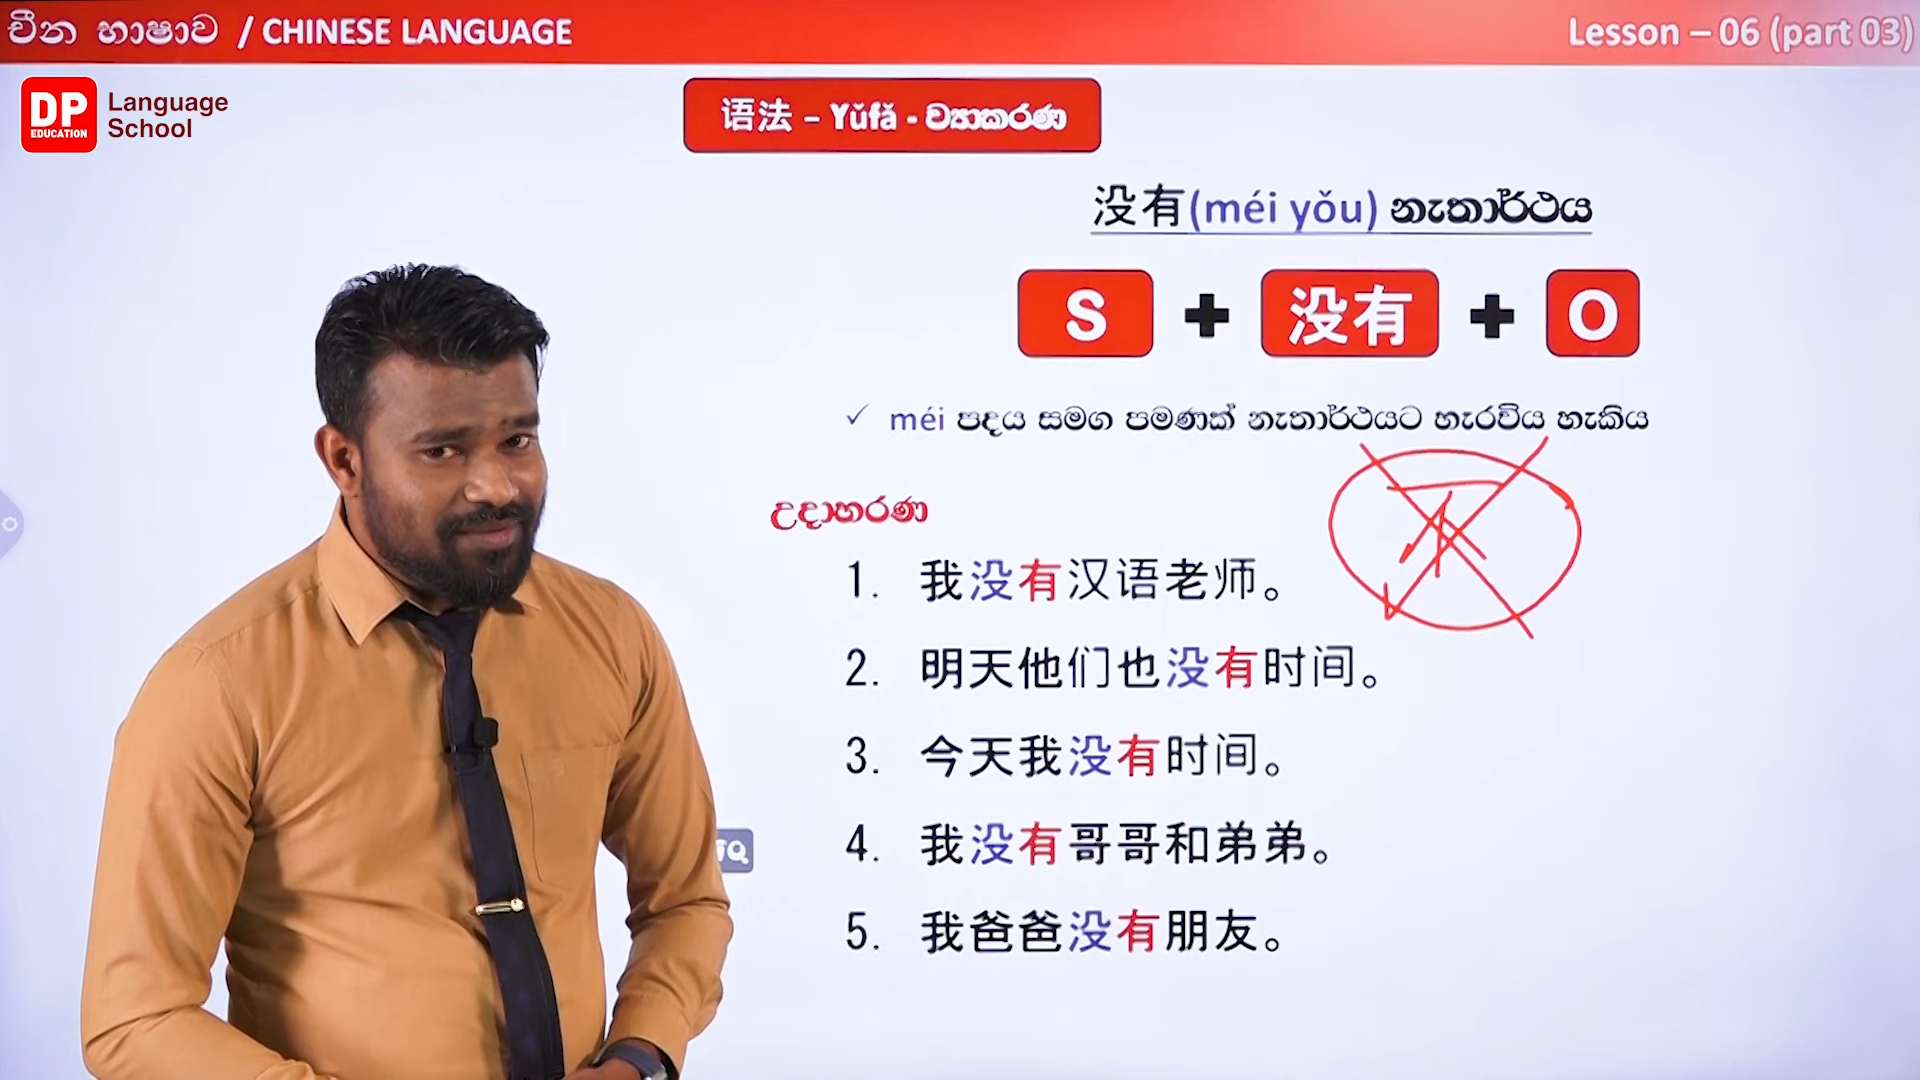 චීන භාෂාව / CHINESE LANGUAGE
Lesson – 06 (part 03)
DP
EDUCATION
Language
School
语法 – Yǔfǎ - ව්‍යාකරණ
没有(méi yǒu) නැතාර්ථය
S + 没有 + O
✓ méi පදය සමග පමණක් නැතාර්ථයට හැරවිය හැකිය
උදාහරණ
不
1. 我没有汉语老师。
2. 明天他们也没有时间。
3. 今天我没有时间。
4. 我没有哥哥和弟弟。
5. 我爸爸没有朋友。